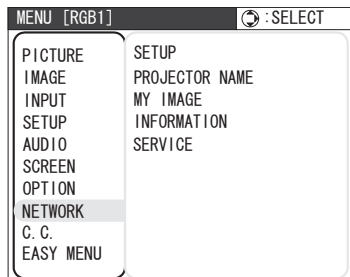 MENU [RGB1] :SELECT
PICTURE
IMAGE
INPUT
SETUP
AUDIO
SCREEN
OPTION
NETWORK
C. C.
EASY MENU
SETUP
PROJECTOR NAME
MY IMAGE
INFORMATION
SERVICE